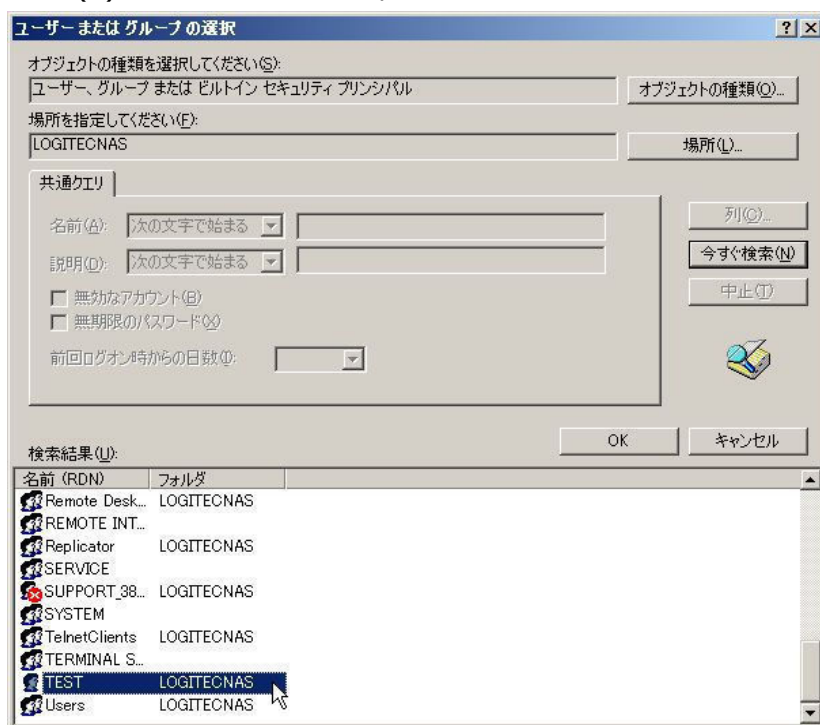 ユーザー または グループ の選択
オブジェクトの種類を選択してください(S):
ユーザー、グループ または ビルトイン セキュリティ プリンシパル
オブジェクトの種類(O)...
場所を指定してください(F):
LOGITECNAS
場所(L)...
共通クエリ
名前(A): 次の文字で始まる
列(C)...
説明(D): 次の文字で始まる
今すぐ検索(N)
無効なアカウント(B)
中止(T)
無期限のパスワード(X)
前回ログオン時からの日数(I):
OK キャンセル
検索結果(U):
名前 (RDN) フォルダ
Remote Desk... LOGITECNAS
REMOTE INT...
Replicator LOGITECNAS
SERVICE
SUPPORT_38... LOGITECNAS
SYSTEM
TelnetClients LOGITECNAS
TERMINAL S...
TEST LOGITECNAS
Users LOGITECNAS